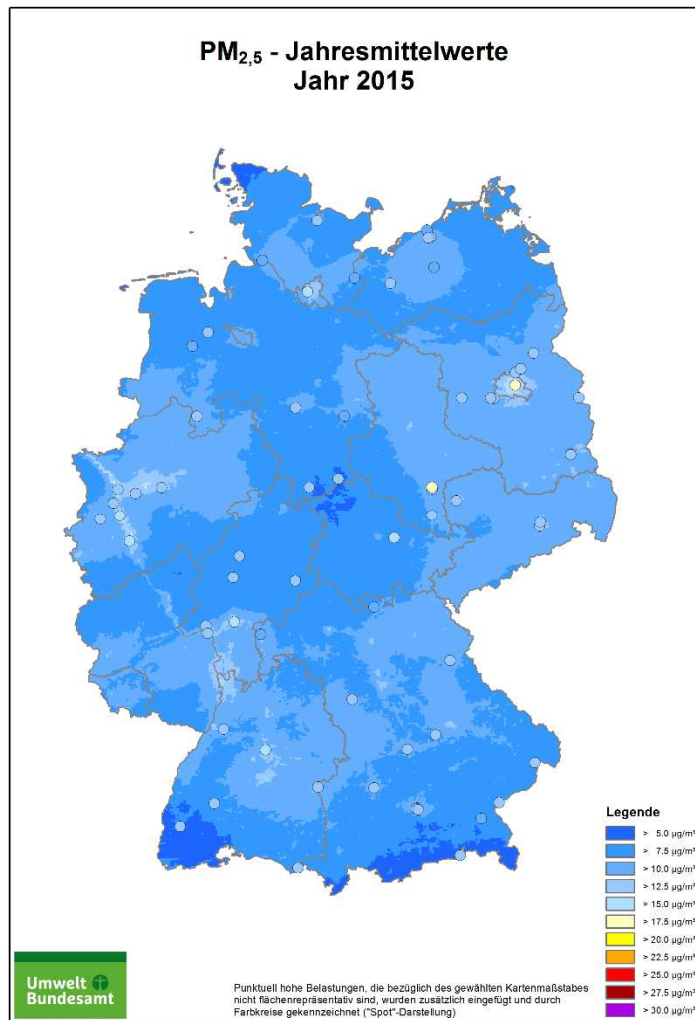 PM2,5 - Jahresmittelwerte
Jahr 2015
Legende
> 5.0 µg/m³
> 7.5 µg/m³
> 10.0 µg/m³
> 12.5 µg/m³
> 15.0 µg/m³
> 17.5 µg/m³
> 20.0 µg/m³
> 22.5 µg/m³
> 25.0 µg/m³
> 27.5 µg/m³
> 30.0 µg/m³
Umwelt
Bundesamt
Punktuell hohe Belastungen, die bezüglich des gewählten Kartenmaßstabes
nicht flächenrepräsentativ sind, wurden zusätzlich eingefügt und durch
Farbkreise gekennzeichnet ("Spot"-Darstellung)